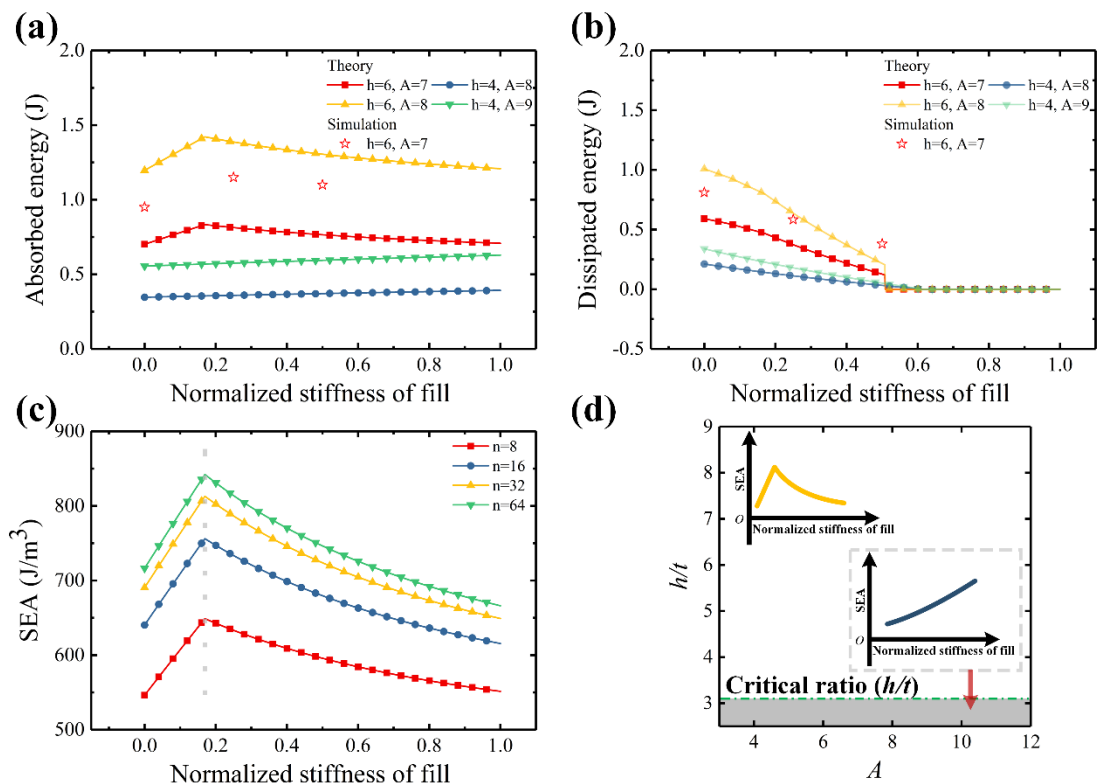 (a)
2.0
1.5
1.0
0.5
0.0
Absorbed energy (J)
Theory
h=6, A=7
h=4, A=8
h=6, A=8
h=4, A=9
Simulation
h=6, A=7
0.0 0.2 0.4 0.6 0.8 1.0
Normalized stiffness of fill
(b)
2.0
1.5
1.0
0.5
0.0
-0.5
Dissipated energy (J)
Theory
h=6, A=7
h=4, A=8
h=6, A=8
h=4, A=9
Simulation
h=6, A=7
0.0 0.2 0.4 0.6 0.8 1.0
Normalized stiffness of fill
(c)
900
800
700
600
500
SEA (J/m³)
n=8
n=16
n=32
n=64
0.0 0.2 0.4 0.6 0.8 1.0
Normalized stiffness of fill
(d)
9
8
7
6
5
4
3
h/t
SEA
O
Normalized stiffness of fill
SEA
O
Normalized stiffness of fill
Critical ratio (h/t)
4 6 8 10 12
A